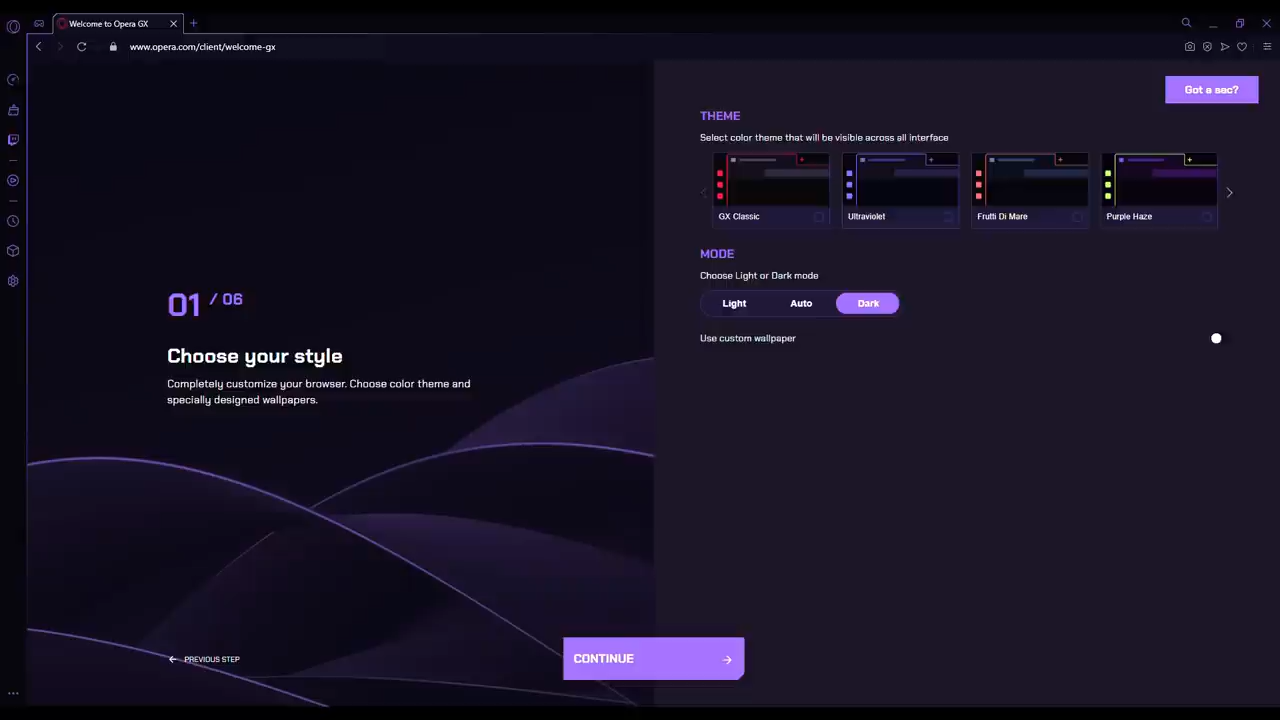 Welcome to Opera GX
www.opera.com/client/welcome-gx
Got a sec?
THEME
Select color theme that will be visible across all interface
GX Classic
Ultraviolet
Frutti Di Mare
Purple Haze
MODE
Choose Light or Dark mode
Light
Auto
Dark
Use custom wallpaper
01 / 06
Choose your style
Completely customize your browser. Choose color theme and
specially designed wallpapers.
PREVIOUS STEP
CONTINUE